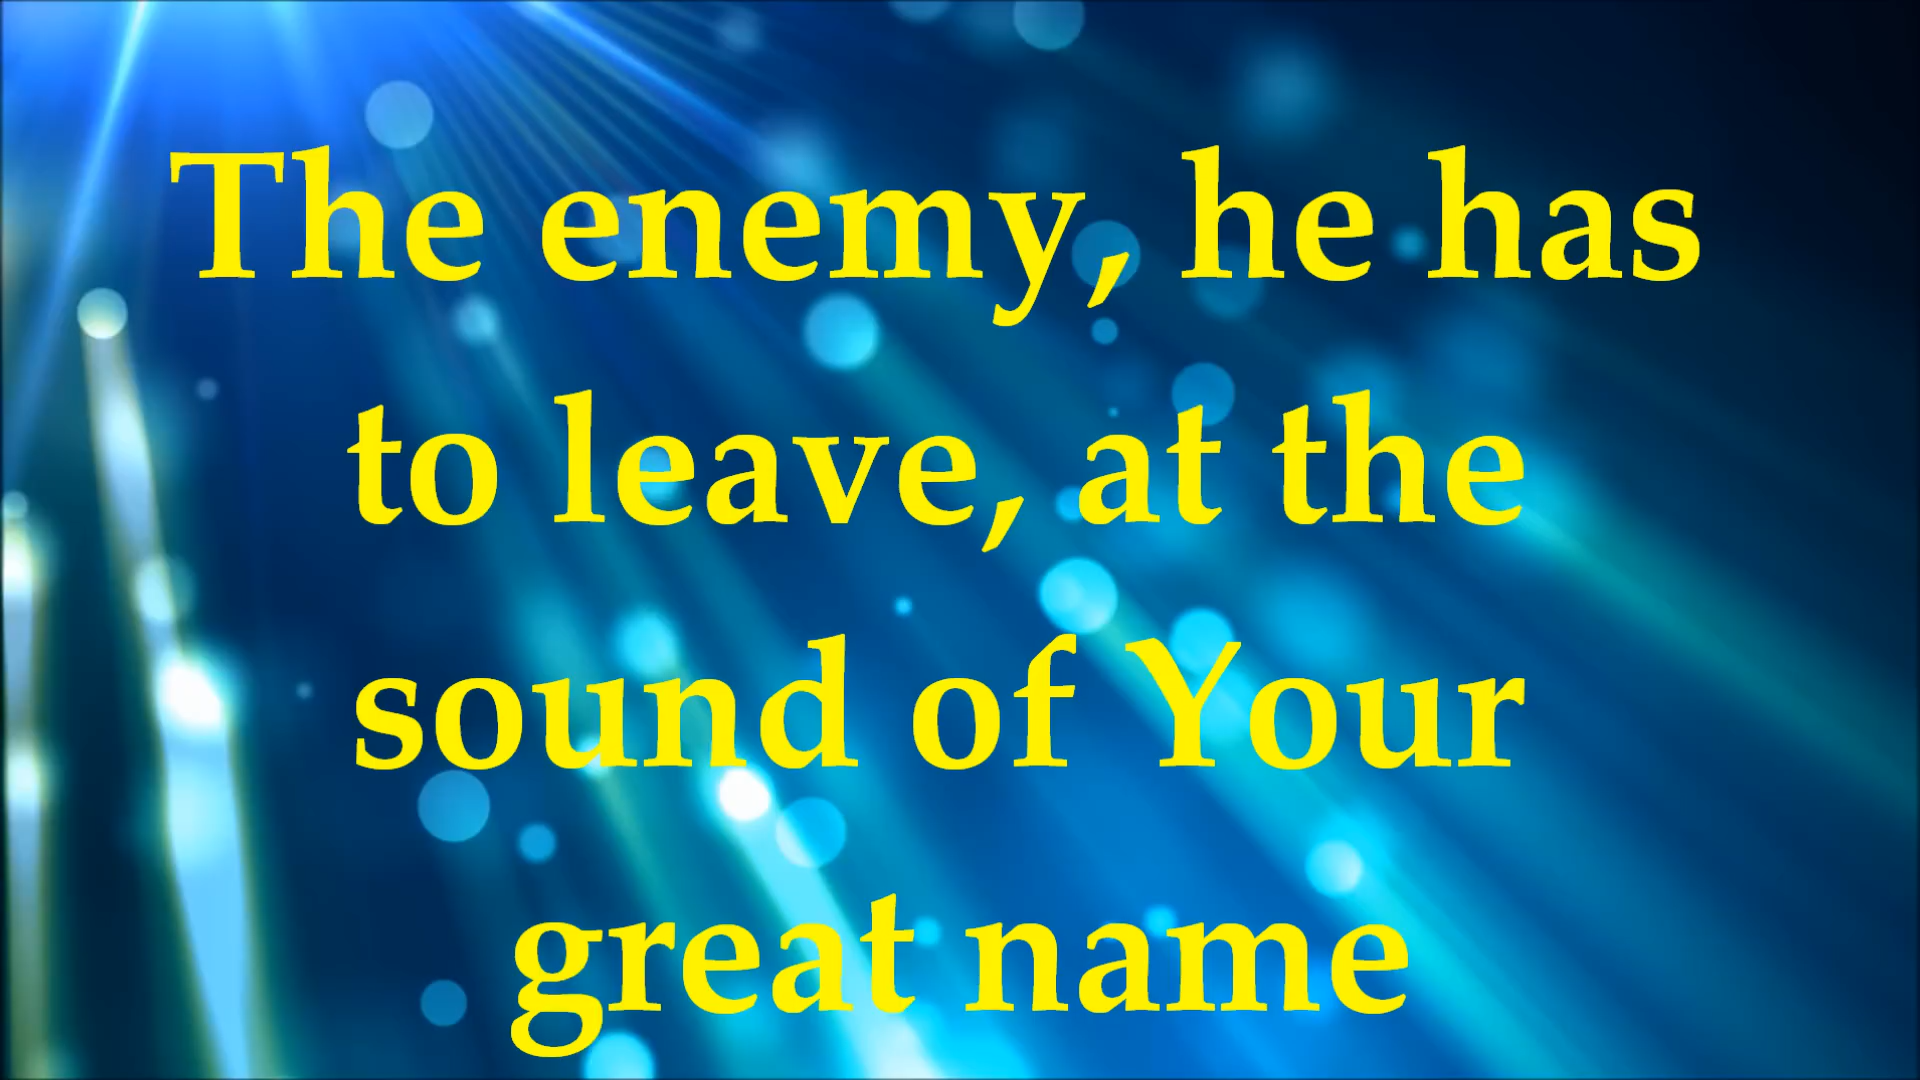 The enemy, he has
to leave, at the
sound of Your
great name